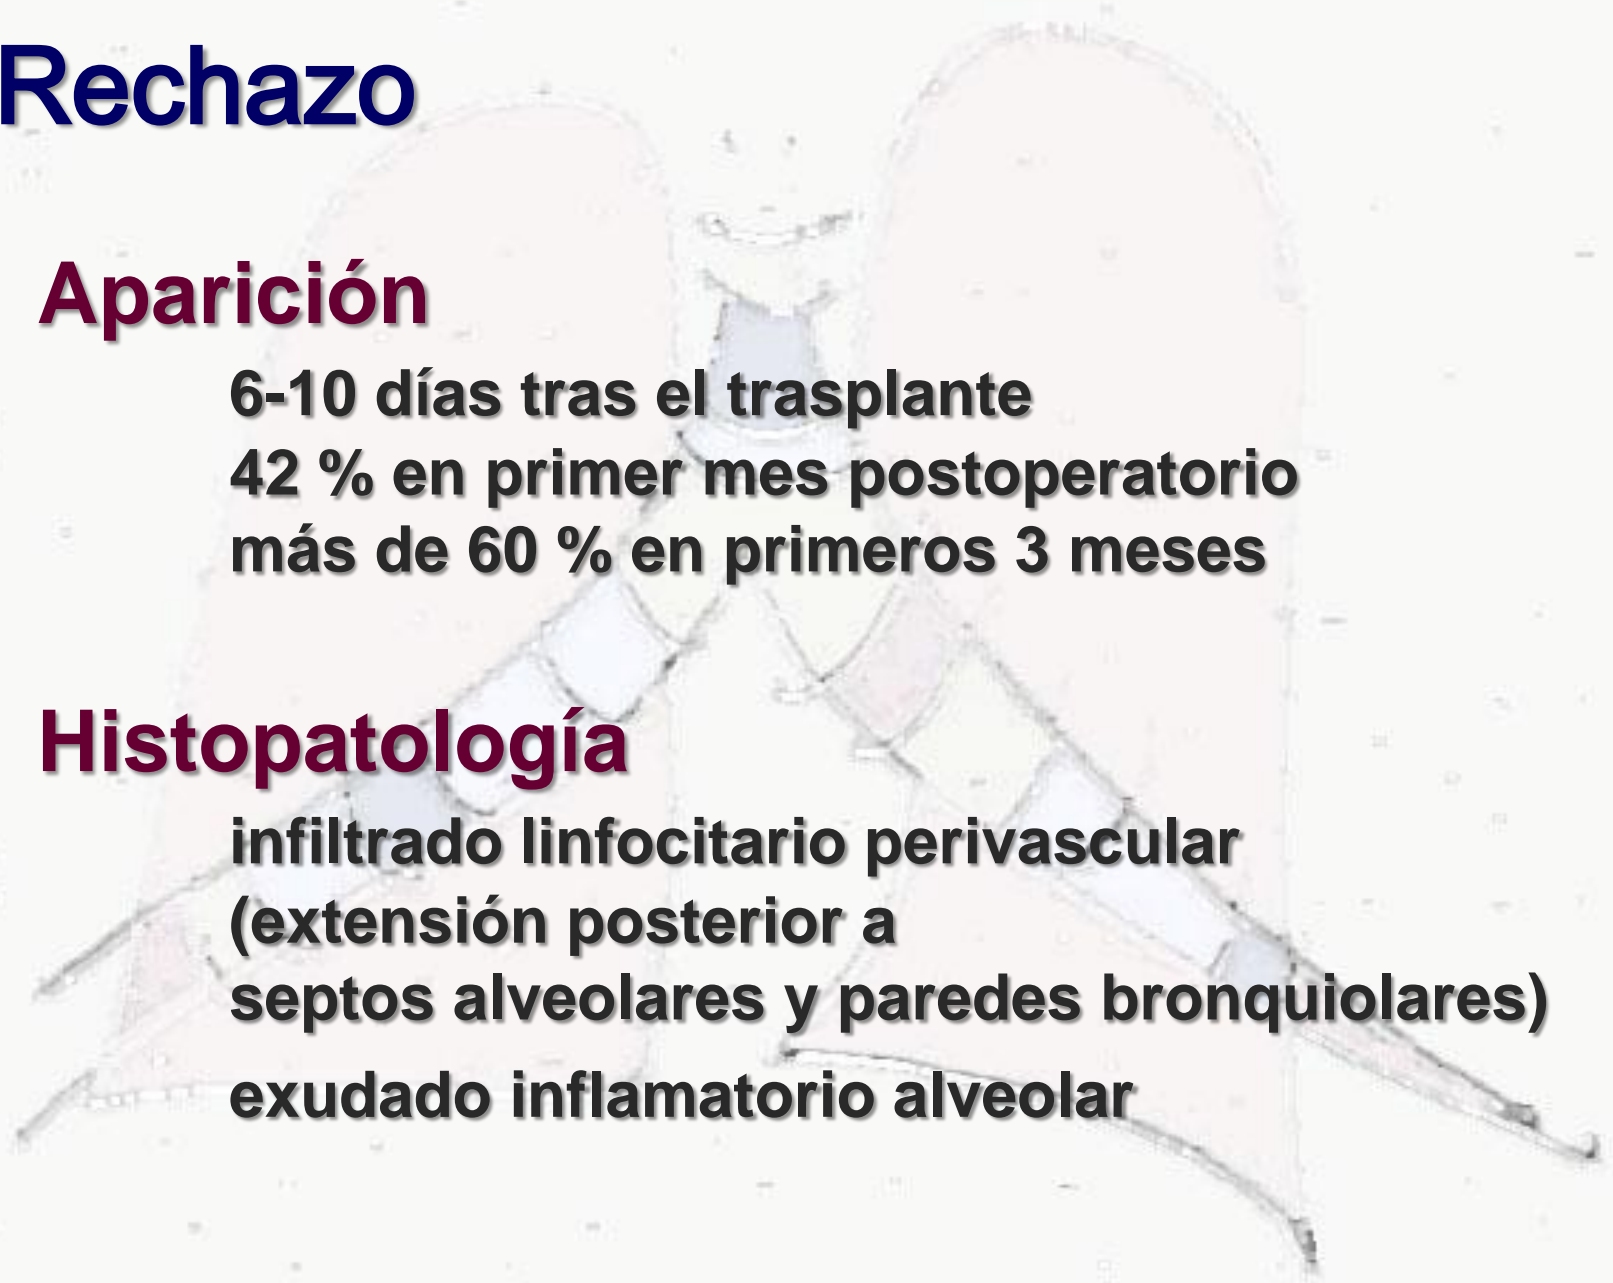 Rechazo
Aparición
6-10 días tras el trasplante
42 % en primer mes postoperatorio
más de 60 % en primeros 3 meses
Histopatología
infiltrado linfocitario perivascular
(extensión posterior a
septos alveolares y paredes bronquiolares)
exudado inflamatorio alveolar